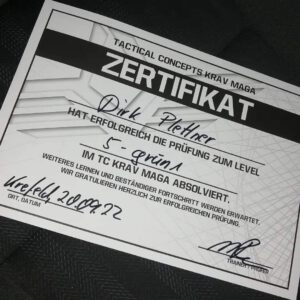 TACTICAL CONCEPTS KRAV MAGA
ZERTIFIKAT
Dirk Plettner
HAT ERFOLGREICH DIE PRÜFUNG ZUM LEVEL
5-grün1
IM TC KRAV MAGA ABSOLVIERT.
WEITERES LERNEN UND BESTÄNDIGER FORTSCHRITT WERDEN ERWARTET.
WIR GRATULIEREN HERZLICH ZUR ERFOLGREICHEN PRÜFUNG.
Krefeld, 20.09.22
ORT, DATUM